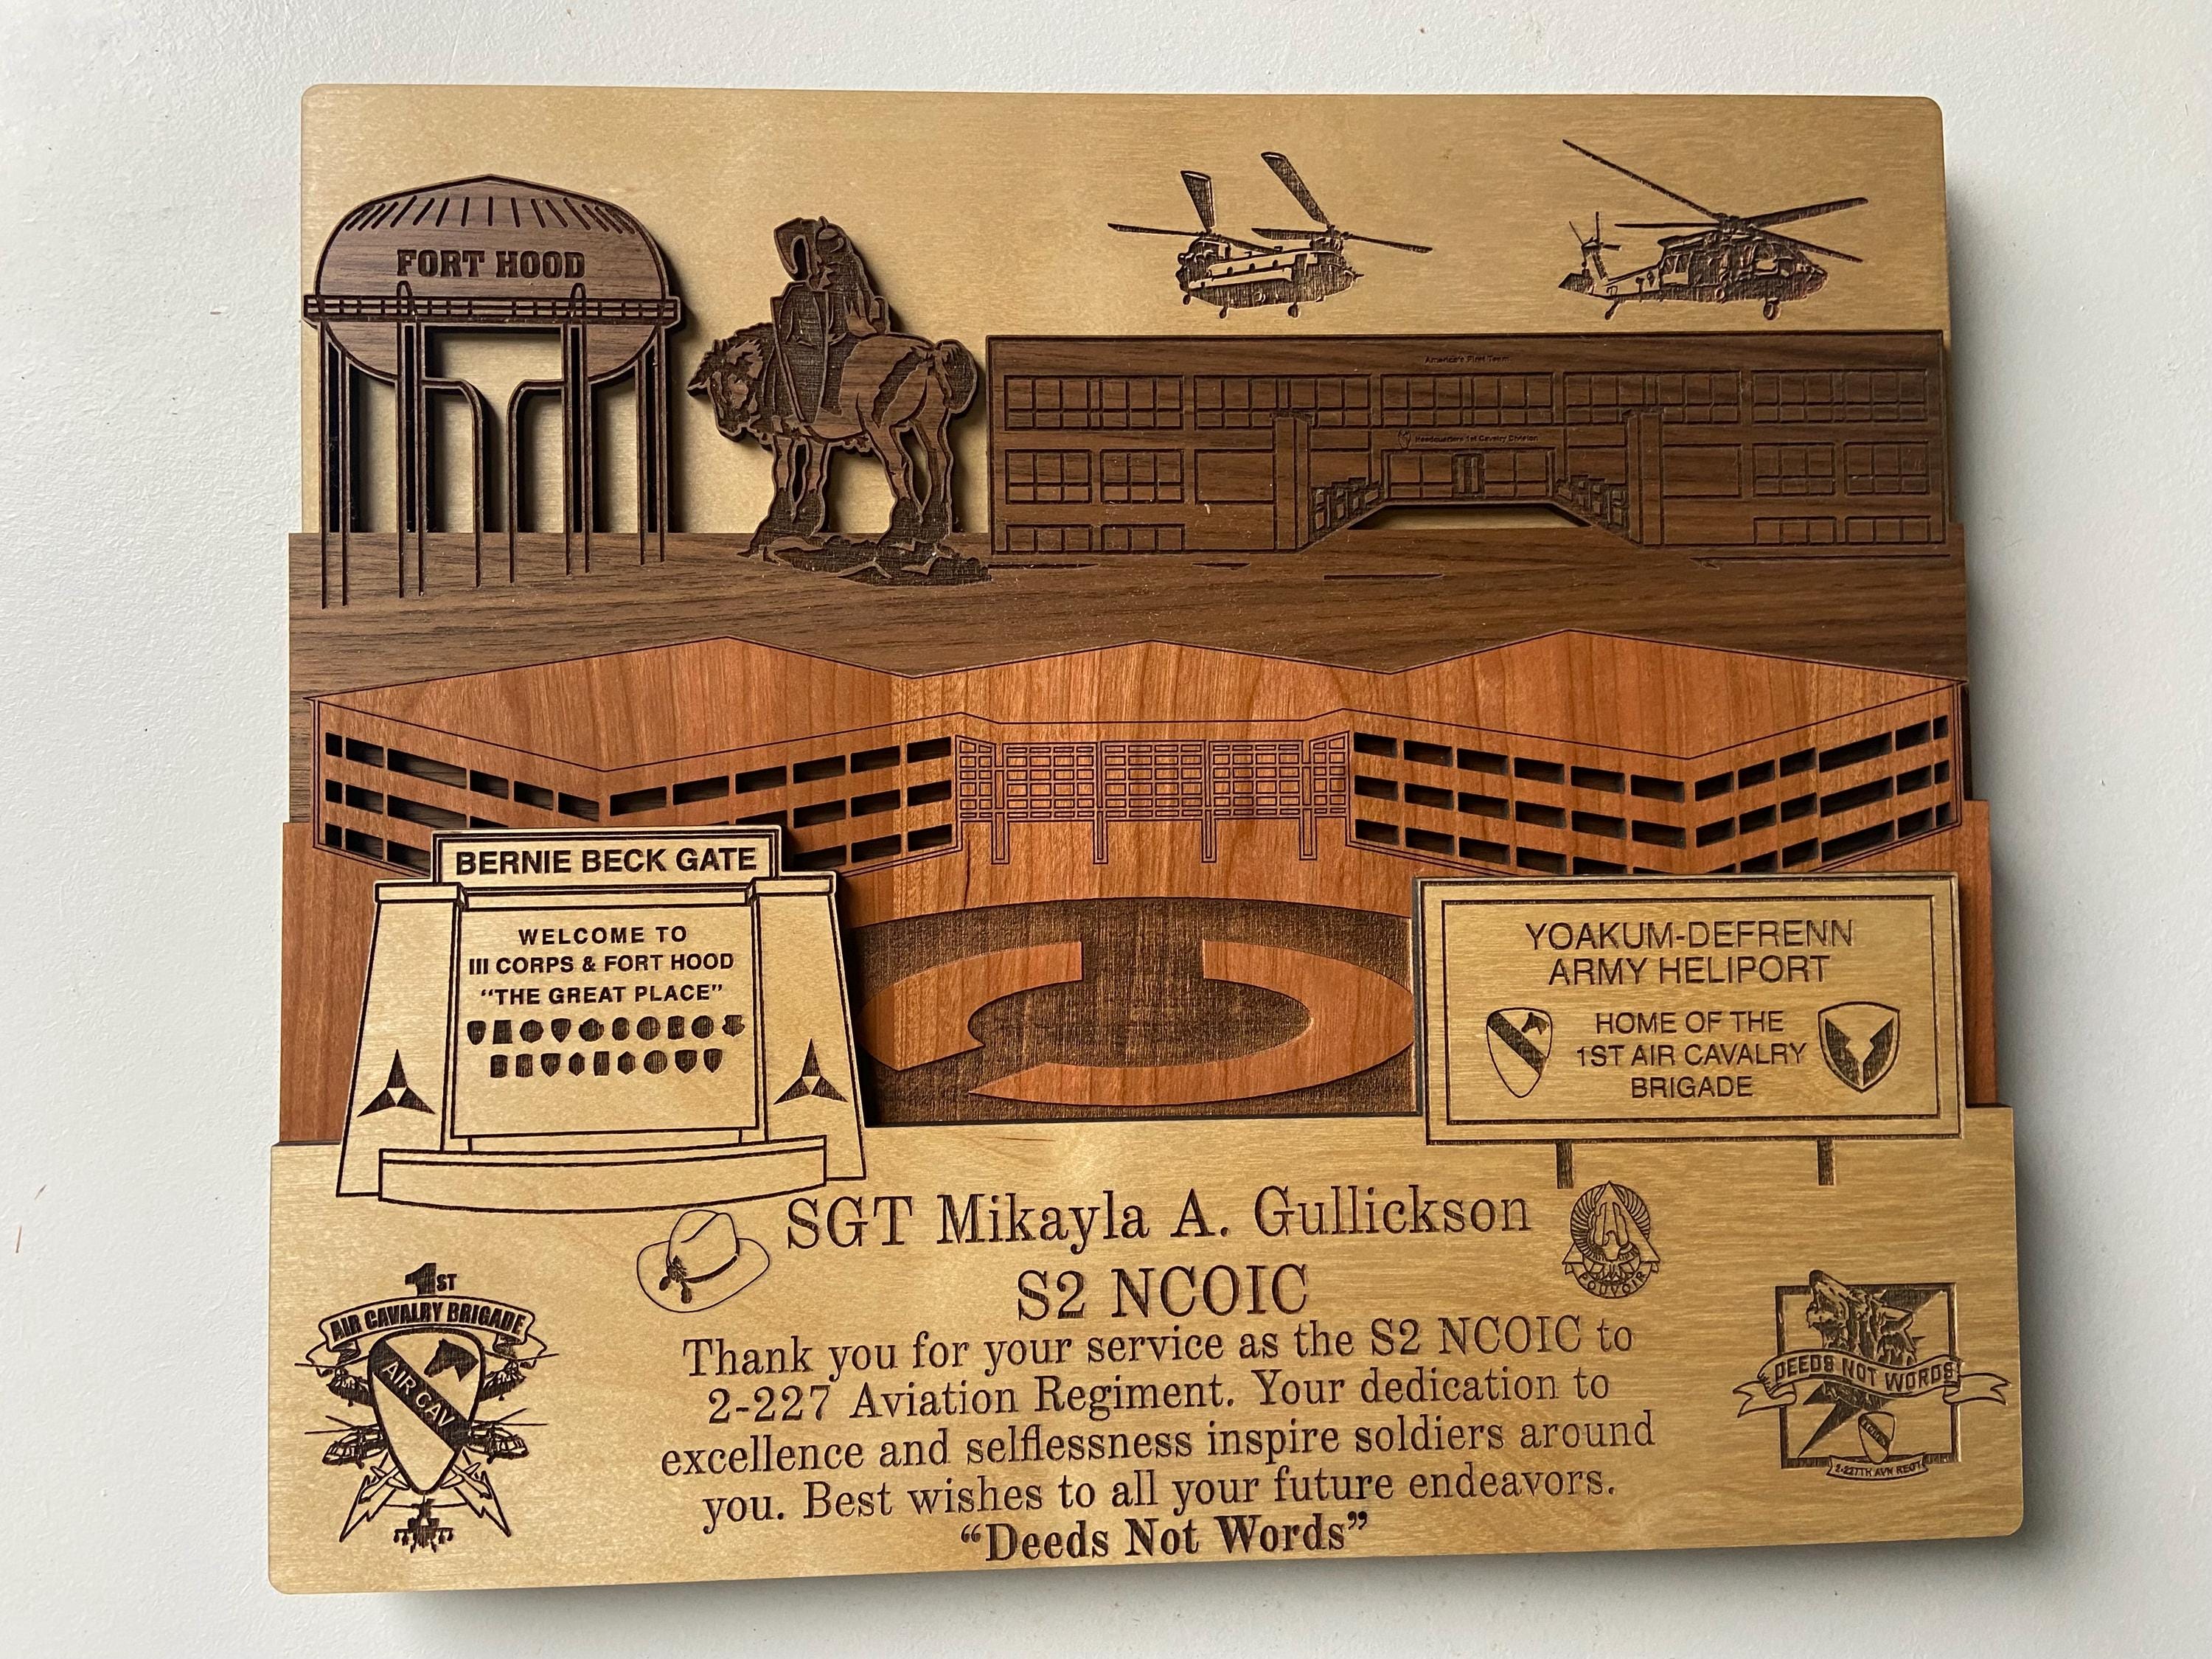 FORT HOOD
America's First Team
Headquarters 1st Cavalry Division
BERNIE BECK GATE
WELCOME TO
III CORPS & FORT HOOD
“THE GREAT PLACE”
YOAKUM-DEFRENN
ARMY HELIPORT
HOME OF THE
1ST AIR CAVALRY
BRIGADE
SGT Mikayla A. Gullickson
S2 NCOIC
POUVOIR
Thank you for your service as the S2 NCOIC to
2-227 Aviation Regiment. Your dedication to
excellence and selflessness inspire soldiers around
you. Best wishes to all your future endeavors.
“Deeds Not Words”
1ST
AIR CAVALRY BRIGADE
AIR CAV
DEEDS NOT WORDS
2-227TH AVN REGT